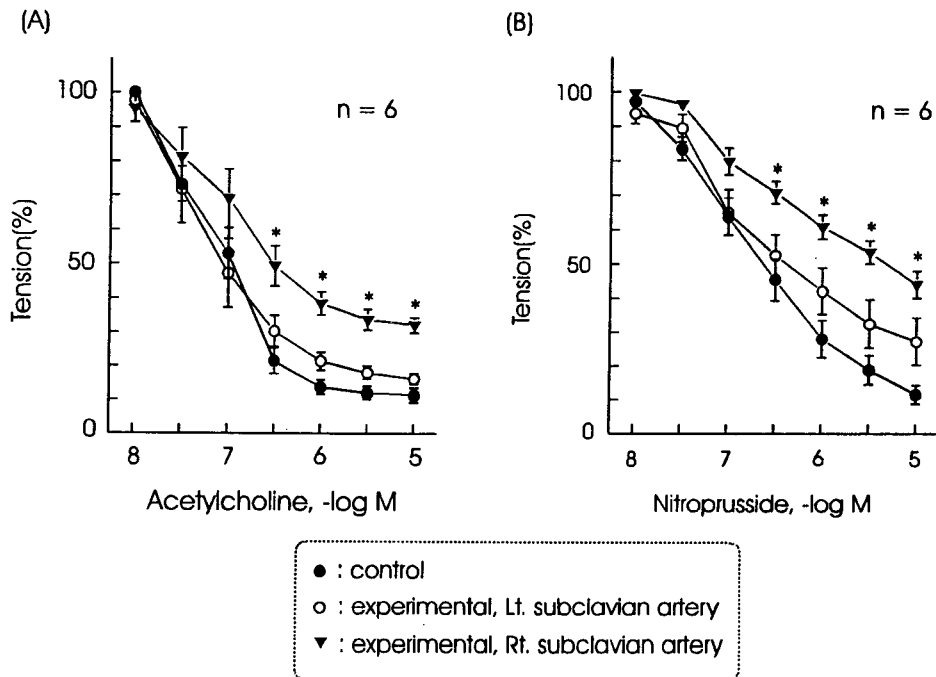 (A)
Tension(%)
100
50
0
n = 6
* * * *
8 7 6 5
Acetylcholine, -log M
(B)
Tension(%)
100
50
0
n = 6
* * * *
8 7 6 5
Nitroprusside, -log M
● : control
○ : experimental, Lt. subclavian artery
▼ : experimental, Rt. subclavian artery